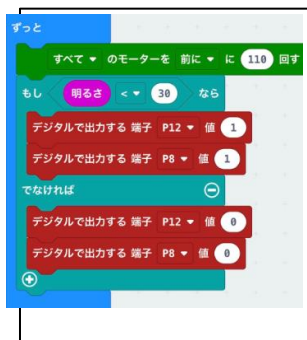 ずっと
すべて のモーターを 前に に 110 回す
もし 明るさ < 30 なら
デジタルで出力する 端子 P12 値 1
デジタルで出力する 端子 P8 値 1
でなければ
デジタルで出力する 端子 P12 値 0
デジタルで出力する 端子 P8 値 0